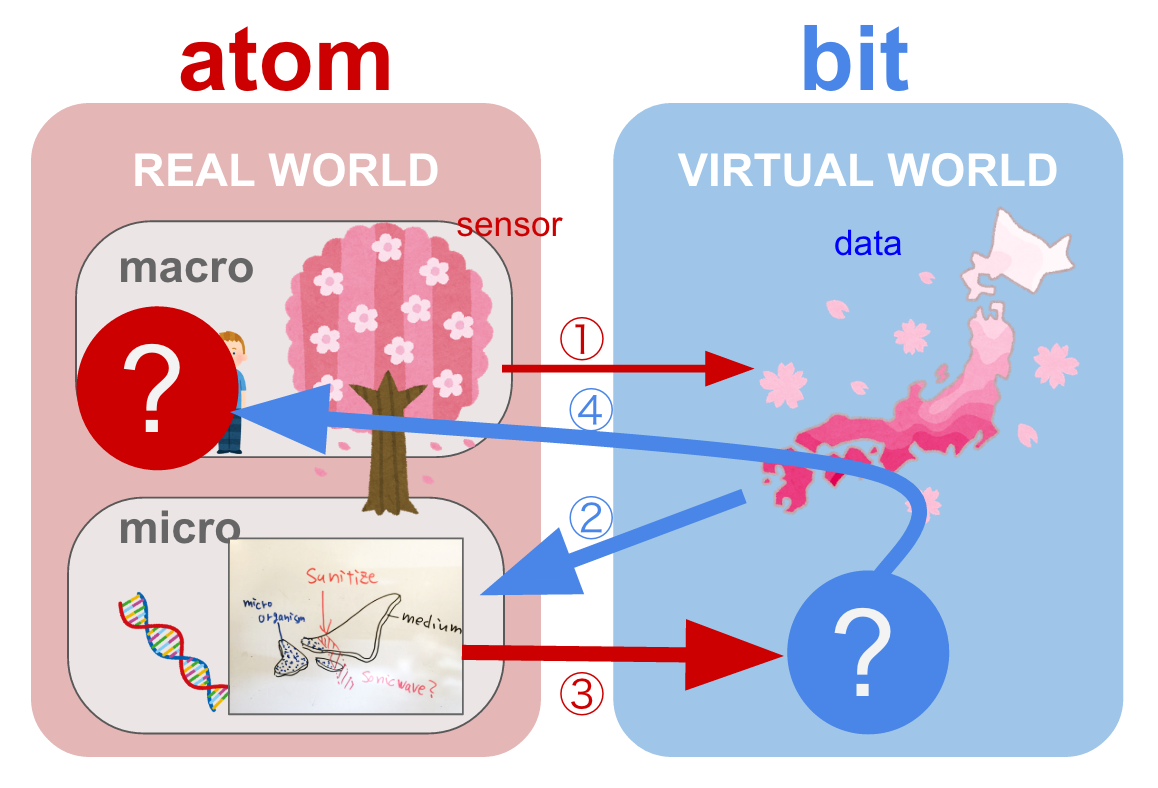 atom
bit
REAL WORLD
VIRTUAL WORLD
sensor
data
macro
?
①
④
②
micro
Sunitize
micro
organism
medium
Sonicwave?
③
?